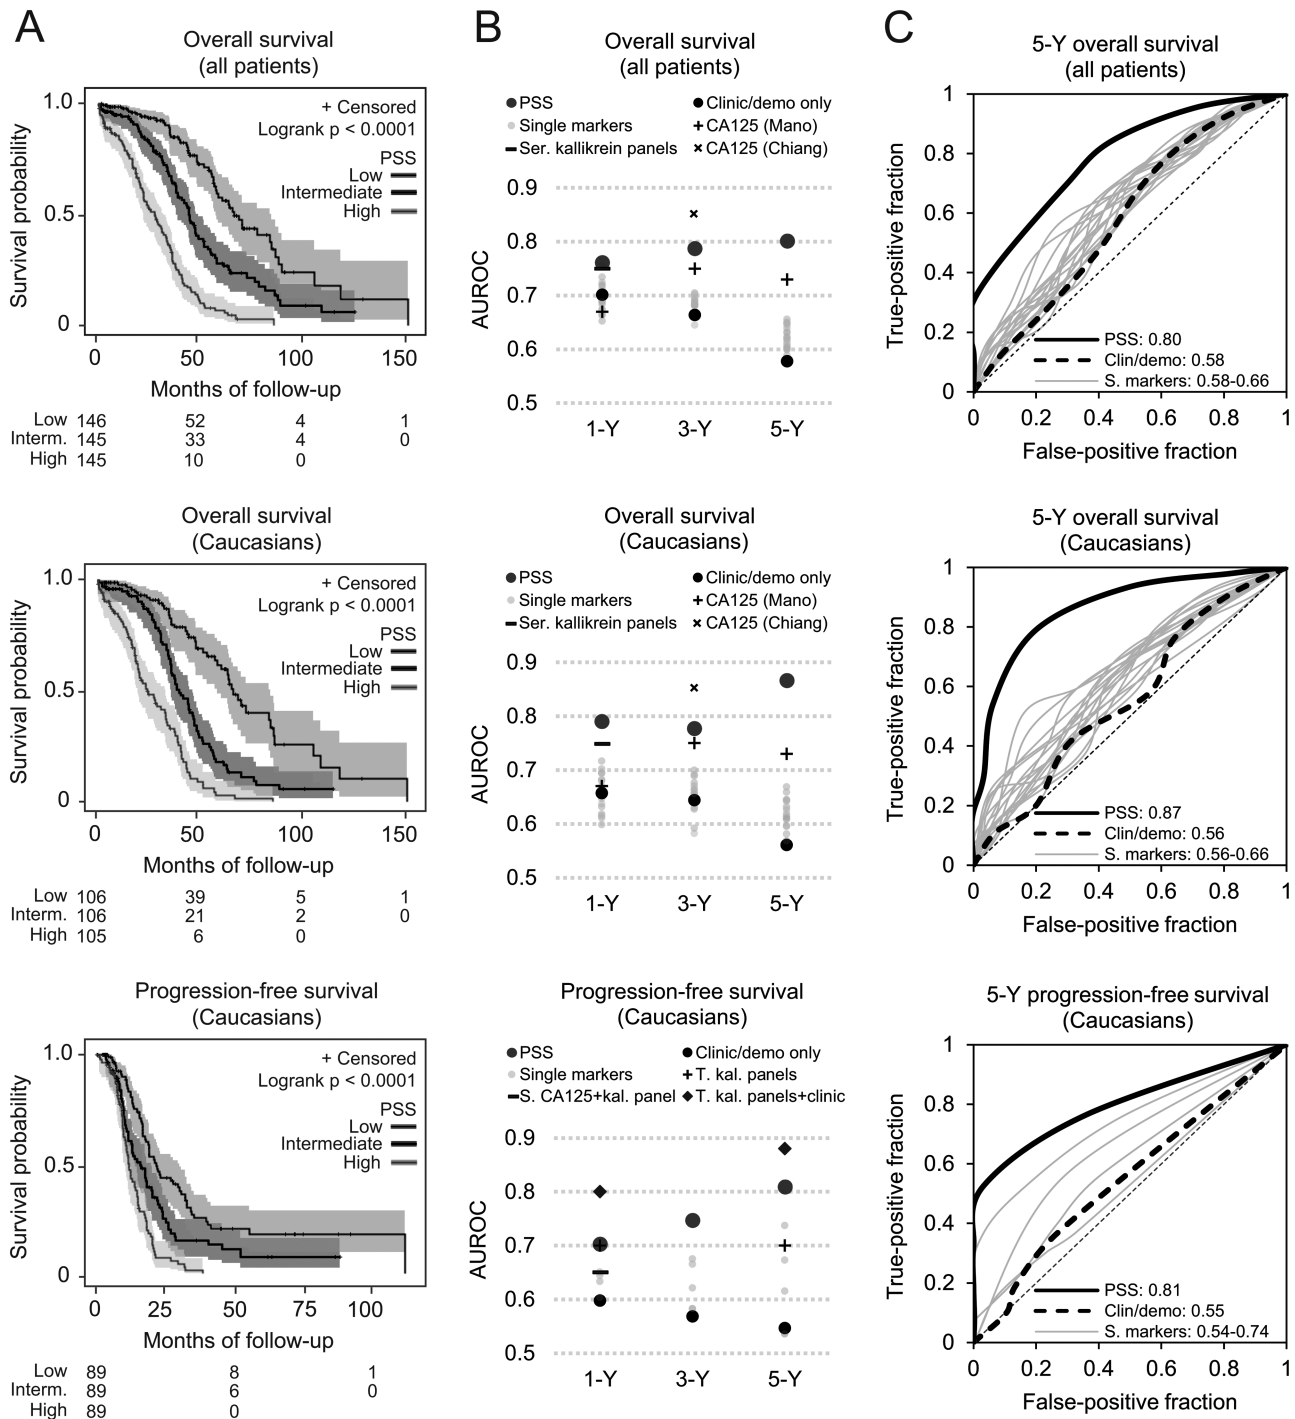 A
Overall survival
(all patients)
+ Censored
Logrank p < 0.0001
PSS
Low
Intermediate
High
Survival probability
1.0
0.5
0
0 50 100 150
Months of follow-up
Low 146 52 4 1
Interm. 145 33 4 0
High 145 10 0
B
Overall survival
(all patients)
PSS Clinic/demo only
Single markers CA125 (Mano)
Ser. kallikrein panels CA125 (Chiang)
AUROC
0.9
0.8
0.7
0.6
0.5
1-Y 3-Y 5-Y
C
5-Y overall survival
(all patients)
True-positive fraction
1
0.8
0.6
0.4
0.2
0
PSS: 0.80
Clin/demo: 0.58
S. markers: 0.58-0.66
0 0.2 0.4 0.6 0.8 1
False-positive fraction
Overall survival
(Caucasians)
+ Censored
Logrank p < 0.0001
PSS
Low
Intermediate
High
Survival probability
1.0
0.5
0
0 50 100 150
Months of follow-up
Low 106 39 5 1
Interm. 106 21 2 0
High 105 6 0
Overall survival
(Caucasians)
PSS Clinic/demo only
Single markers CA125 (Mano)
Ser. kallikrein panels CA125 (Chiang)
AUROC
0.9
0.8
0.7
0.6
0.5
1-Y 3-Y 5-Y
5-Y overall survival
(Caucasians)
True-positive fraction
1
0.8
0.6
0.4
0.2
0
PSS: 0.87
Clin/demo: 0.56
S. markers: 0.56-0.66
0 0.2 0.4 0.6 0.8 1
False-positive fraction
Progression-free survival
(Caucasians)
+ Censored
Logrank p < 0.0001
PSS
Low
Intermediate
High
Survival probability
1.0
0.5
0
0 25 50 75 100
Months of follow-up
Low 89 8 1
Interm. 89 6 0
High 89 0
Progression-free survival
(Caucasians)
PSS Clinic/demo only
Single markers T. kal. panels
S. CA125+kal. panel T. kal. panels+clinic
AUROC
0.9
0.8
0.7
0.6
0.5
1-Y 3-Y 5-Y
5-Y progression-free survival
(Caucasians)
True-positive fraction
1
0.8
0.6
0.4
0.2
0
PSS: 0.81
Clin/demo: 0.55
S. markers: 0.54-0.74
0 0.2 0.4 0.6 0.8 1
False-positive fraction